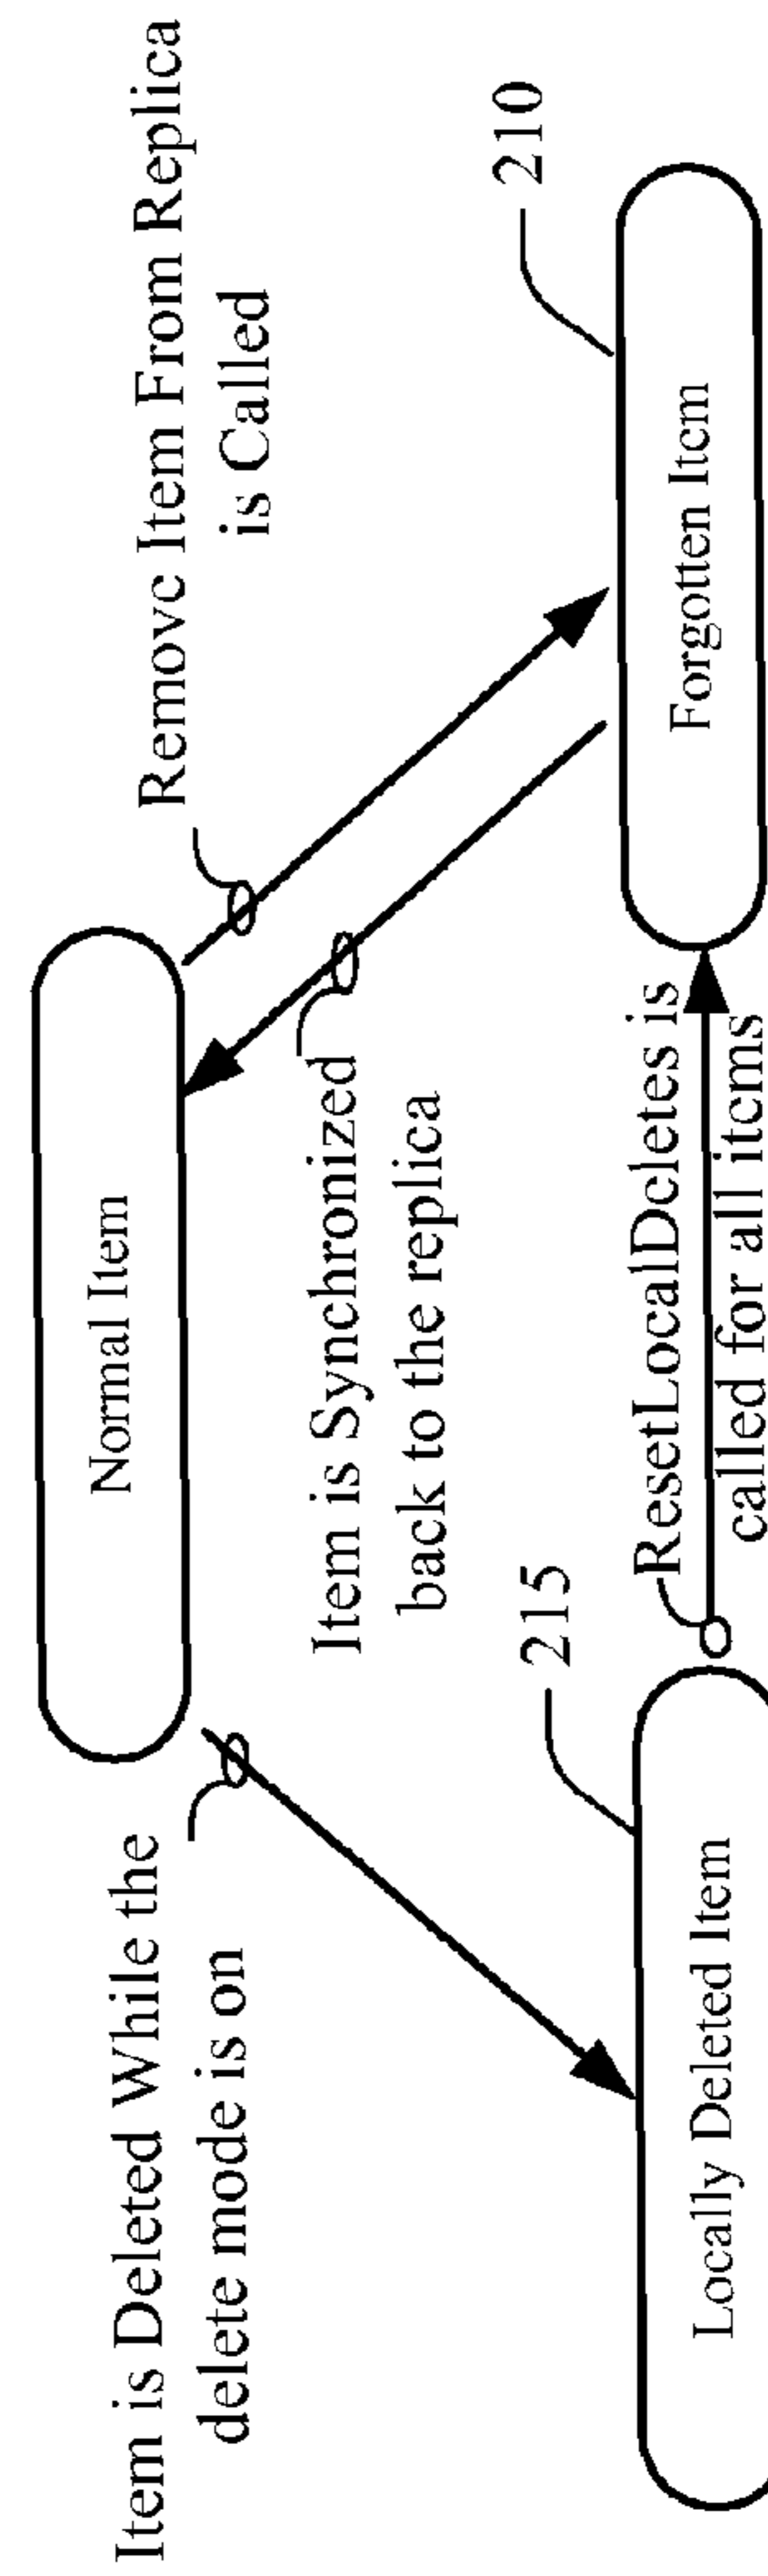 Item is Deleted While the
delete mode is on
Normal Item
Remove Item From Replica
is Called
Item is Synchronized
back to the replica
215
210
Locally Deleted Item
ResetLocalDeletes is
called for all items
Forgotten Item